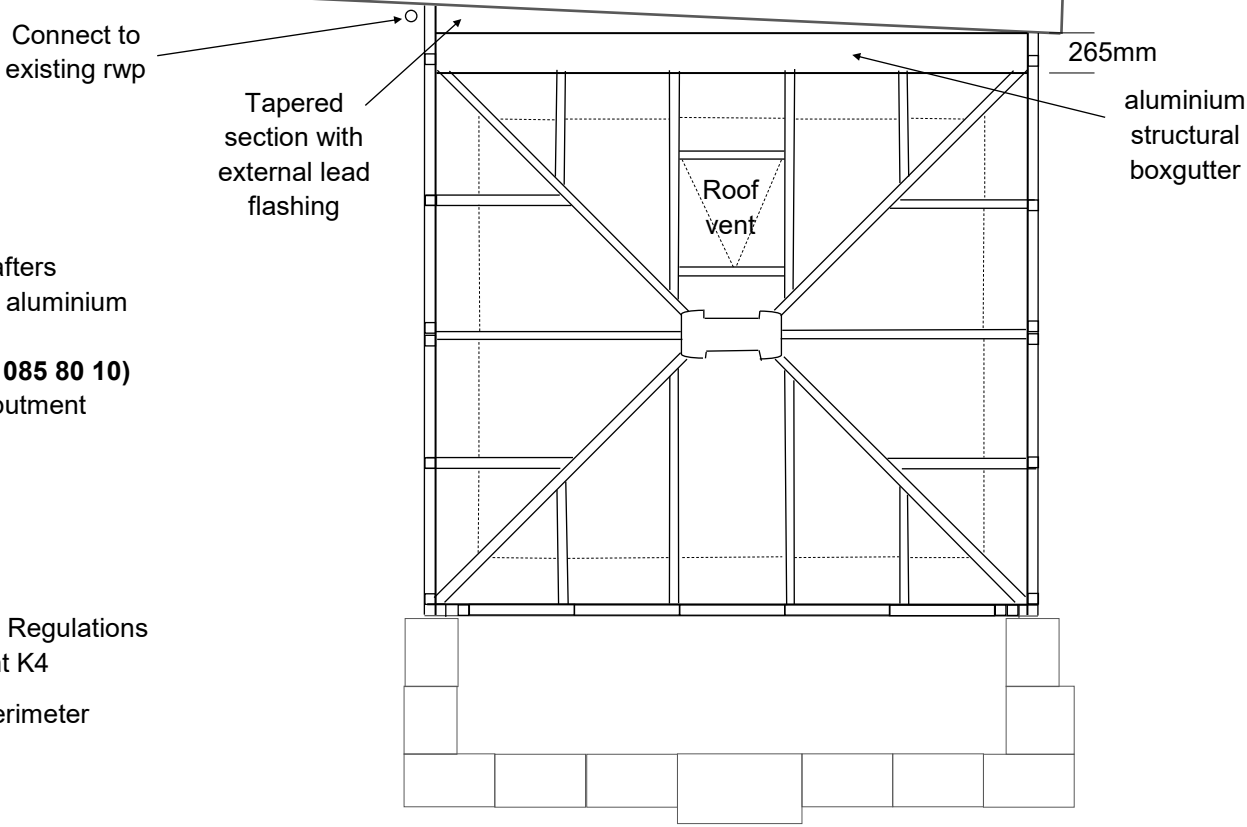 Connect to
existing rwp
265mm
Tapered
section with
external lead
flashing
aluminium
structural
boxgutter
Roof
vent
afters
aluminium
085 80 10)
outment
Regulations
t K4
erimeter